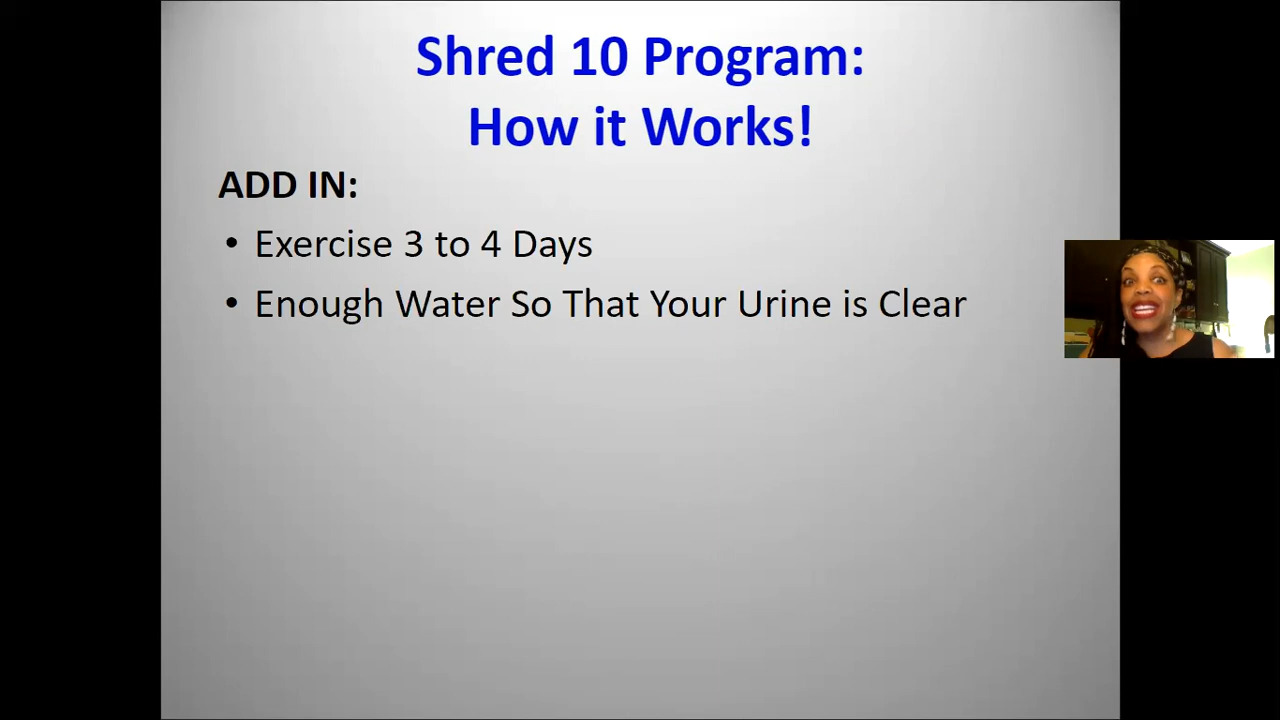 Shred 10 Program:
How it Works!
ADD IN:
• Exercise 3 to 4 Days
• Enough Water So That Your Urine is Clear